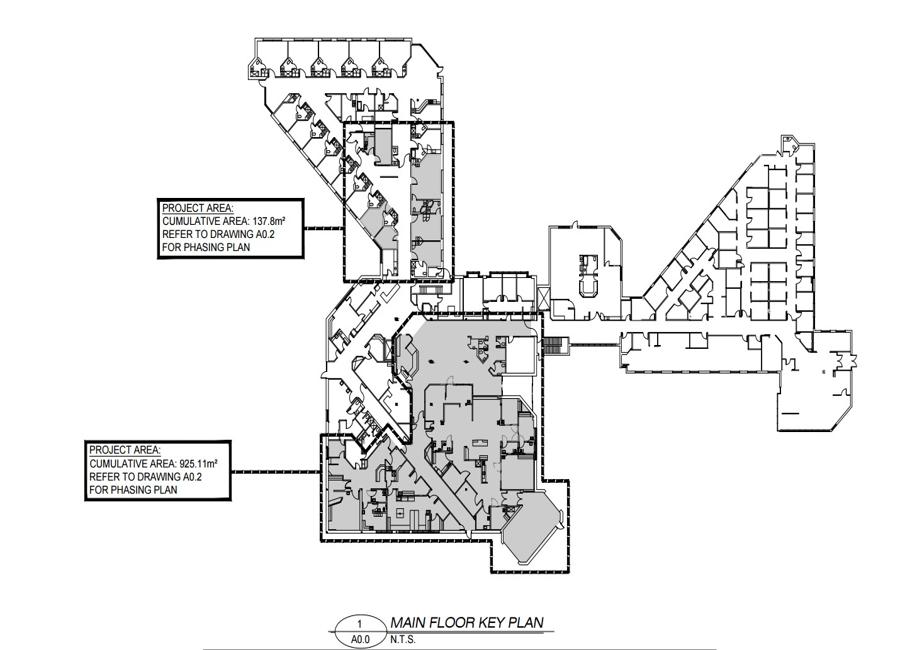 PROJECT AREA:
CUMULATIVE AREA: 137.8m²
REFER TO DRAWING A0.2
FOR PHASING PLAN
PROJECT AREA:
CUMULATIVE AREA: 925.11m²
REFER TO DRAWING A0.2
FOR PHASING PLAN
1
MAIN FLOOR KEY PLAN
A0.0
N.T.S.